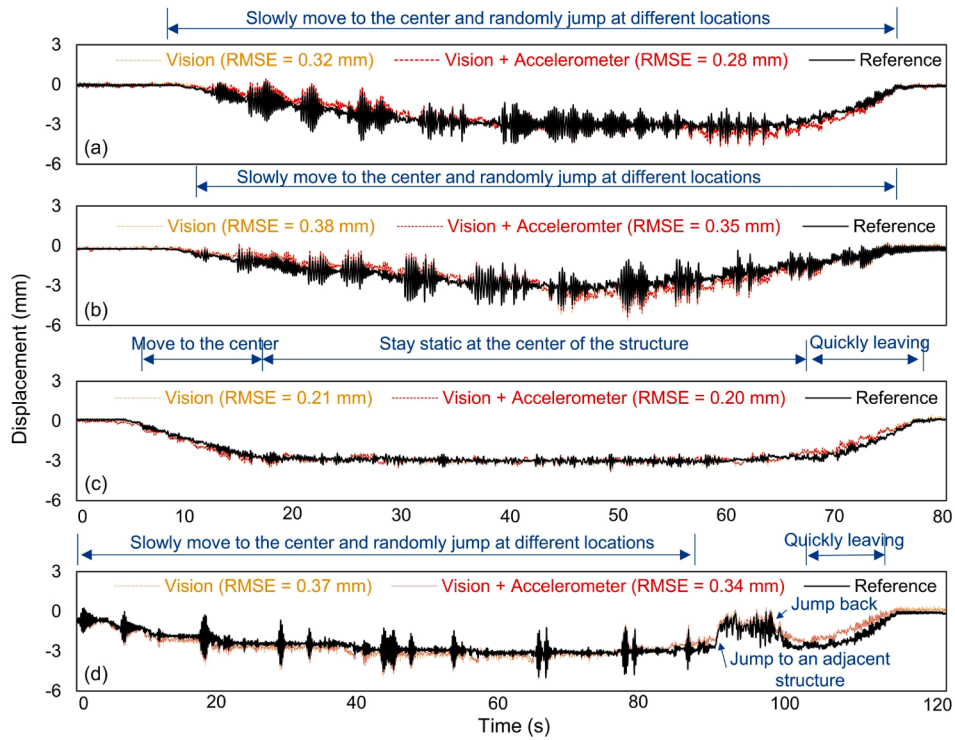 Slowly move to the center and randomly jump at different locations
3
Vision (RMSE = 0.32 mm) Vision + Accelerometer (RMSE = 0.28 mm) Reference
0
-3
-6
(a)
Slowly move to the center and randomly jump at different locations
3
Vision (RMSE = 0.38 mm) Vision + Acceleromter (RMSE = 0.35 mm) Reference
0
-3
-6
(b)
Move to the center Stay static at the center of the structure Quickly leaving
3
Vision (RMSE = 0.21 mm) Vision + Accelerometer (RMSE = 0.20 mm) Reference
0
-3
-6
(c)
0 10 20 30 40 50 60 70 80
Slowly move to the center and randomly jump at different locations Quickly leaving
3
Vision (RMSE = 0.37 mm) Vision + Accelerometer (RMSE = 0.34 mm) Reference
0
Jump back
-3
Jump to an adjacent
structure
-6
(d)
0 20 40 60 80 100 120
Time (s)
Displacement (mm)